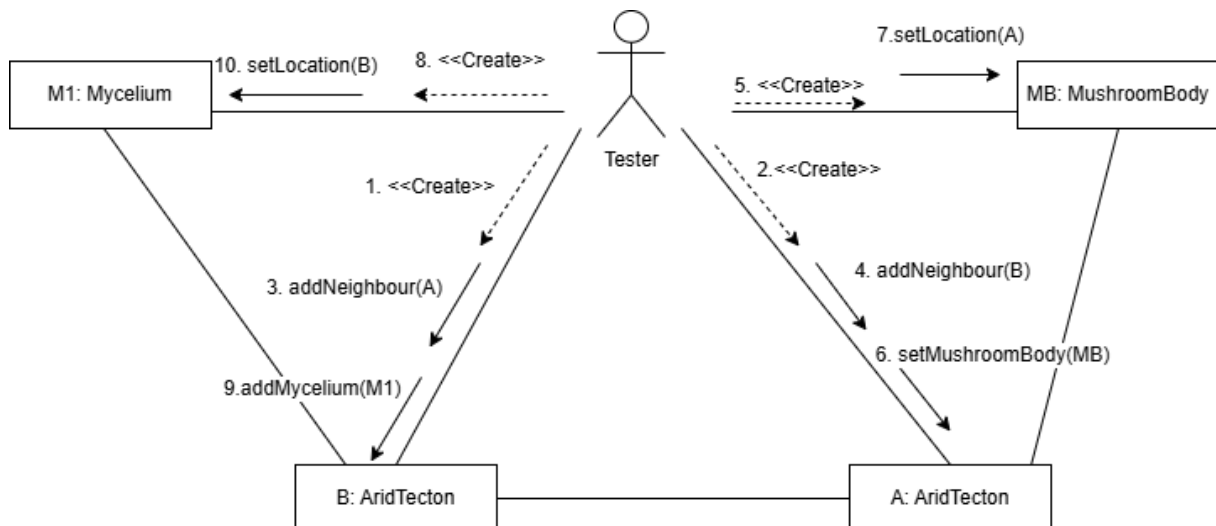 7.setLocation(A)
10. setLocation(B)
8. <<Create>>
5. <<Create>>
M1: Mycelium
MB: MushroomBody
Tester
1. <<Create>>
2.<<Create>>
3. addNeighbour(A)
4. addNeighbour(B)
6. setMushroomBody(MB)
9.addMycelium(M1)
B: AridTecton
A: AridTecton